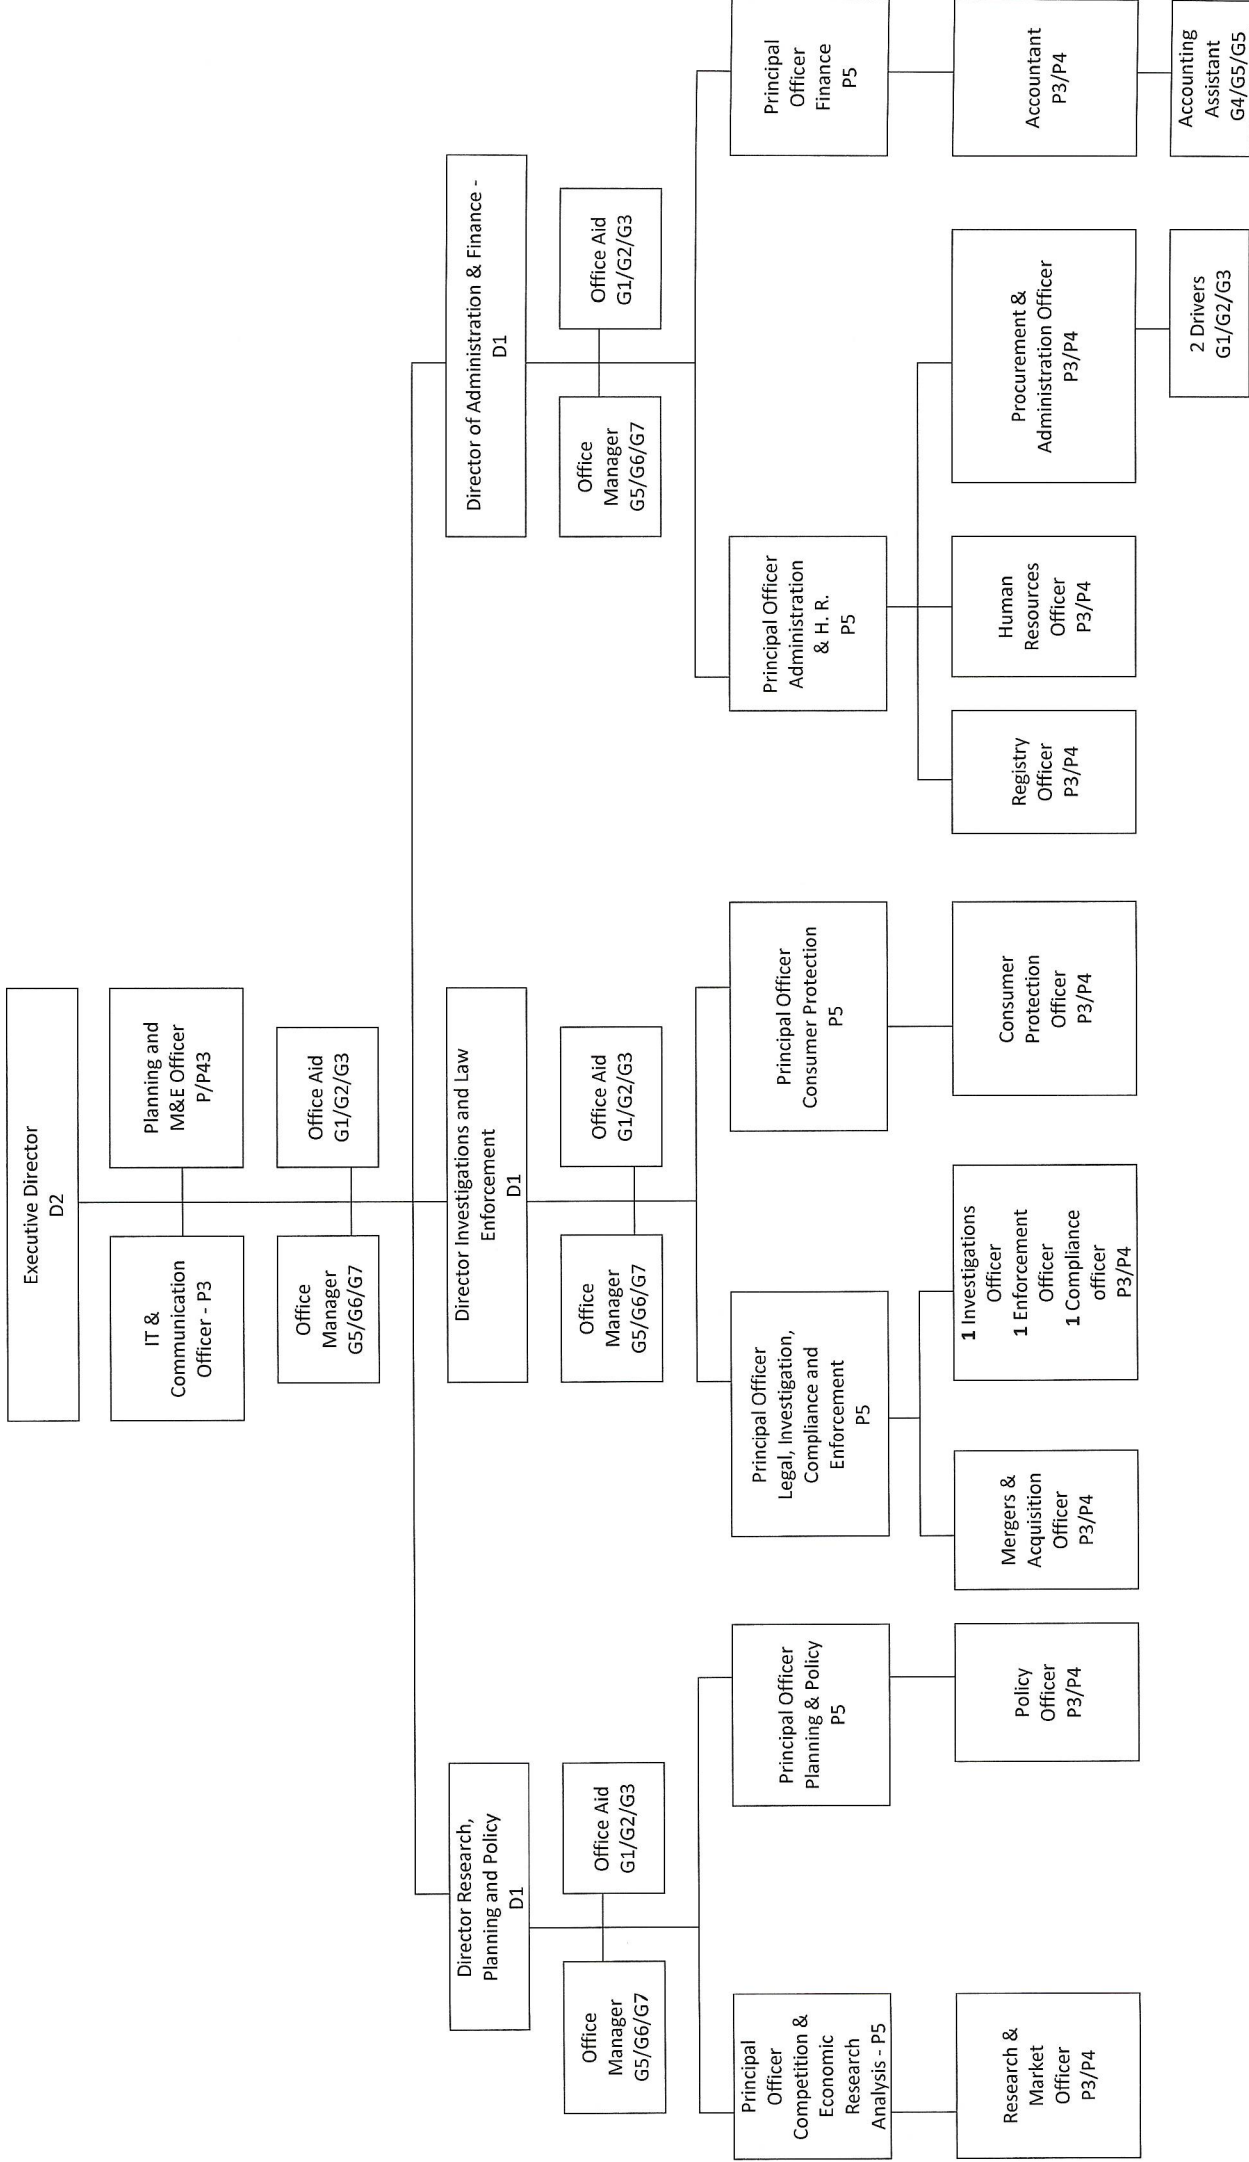 Executive Director
D2
IT &
Communication
Officer - P3
Planning and
M&E Officer
P/P43
Office
Manager
G5/G6/G7
Office Aid
G1/G2/G3
Director Research,
Planning and Policy
D1
Director Investigations and Law
Enforcement
D1
Director of Administration & Finance -
D1
Office
Manager
G5/G6/G7
Office Aid
G1/G2/G3
Office
Manager
G5/G6/G7
Office Aid
G1/G2/G3
Office
Manager
G5/G6/G7
Office Aid
G1/G2/G3
Principal
Officer
Competition &
Economic
Research
Analysis - P5
Principal Officer
Planning & Policy
P5
Principal Officer
Legal, Investigation,
Compliance and
Enforcement
P5
Principal Officer
Consumer Protection
P5
Principal Officer
Administration
& H. R.
P5
Principal
Officer
Finance
P5
Research &
Market
Officer
P3/P4
Policy
Officer
P3/P4
Mergers &
Acquisition
Officer
P3/P4
1 Investigations
Officer
1 Enforcement
Officer
1 Compliance
officer
P3/P4
Consumer
Protection
Officer
P3/P4
Registry
Officer
P3/P4
Human
Resources
Officer
P3/P4
Procurement &
Administration Officer
P3/P4
Accountant
P3/P4
2 Drivers
G1/G2/G3
Accounting
Assistant
G4/G5/G5